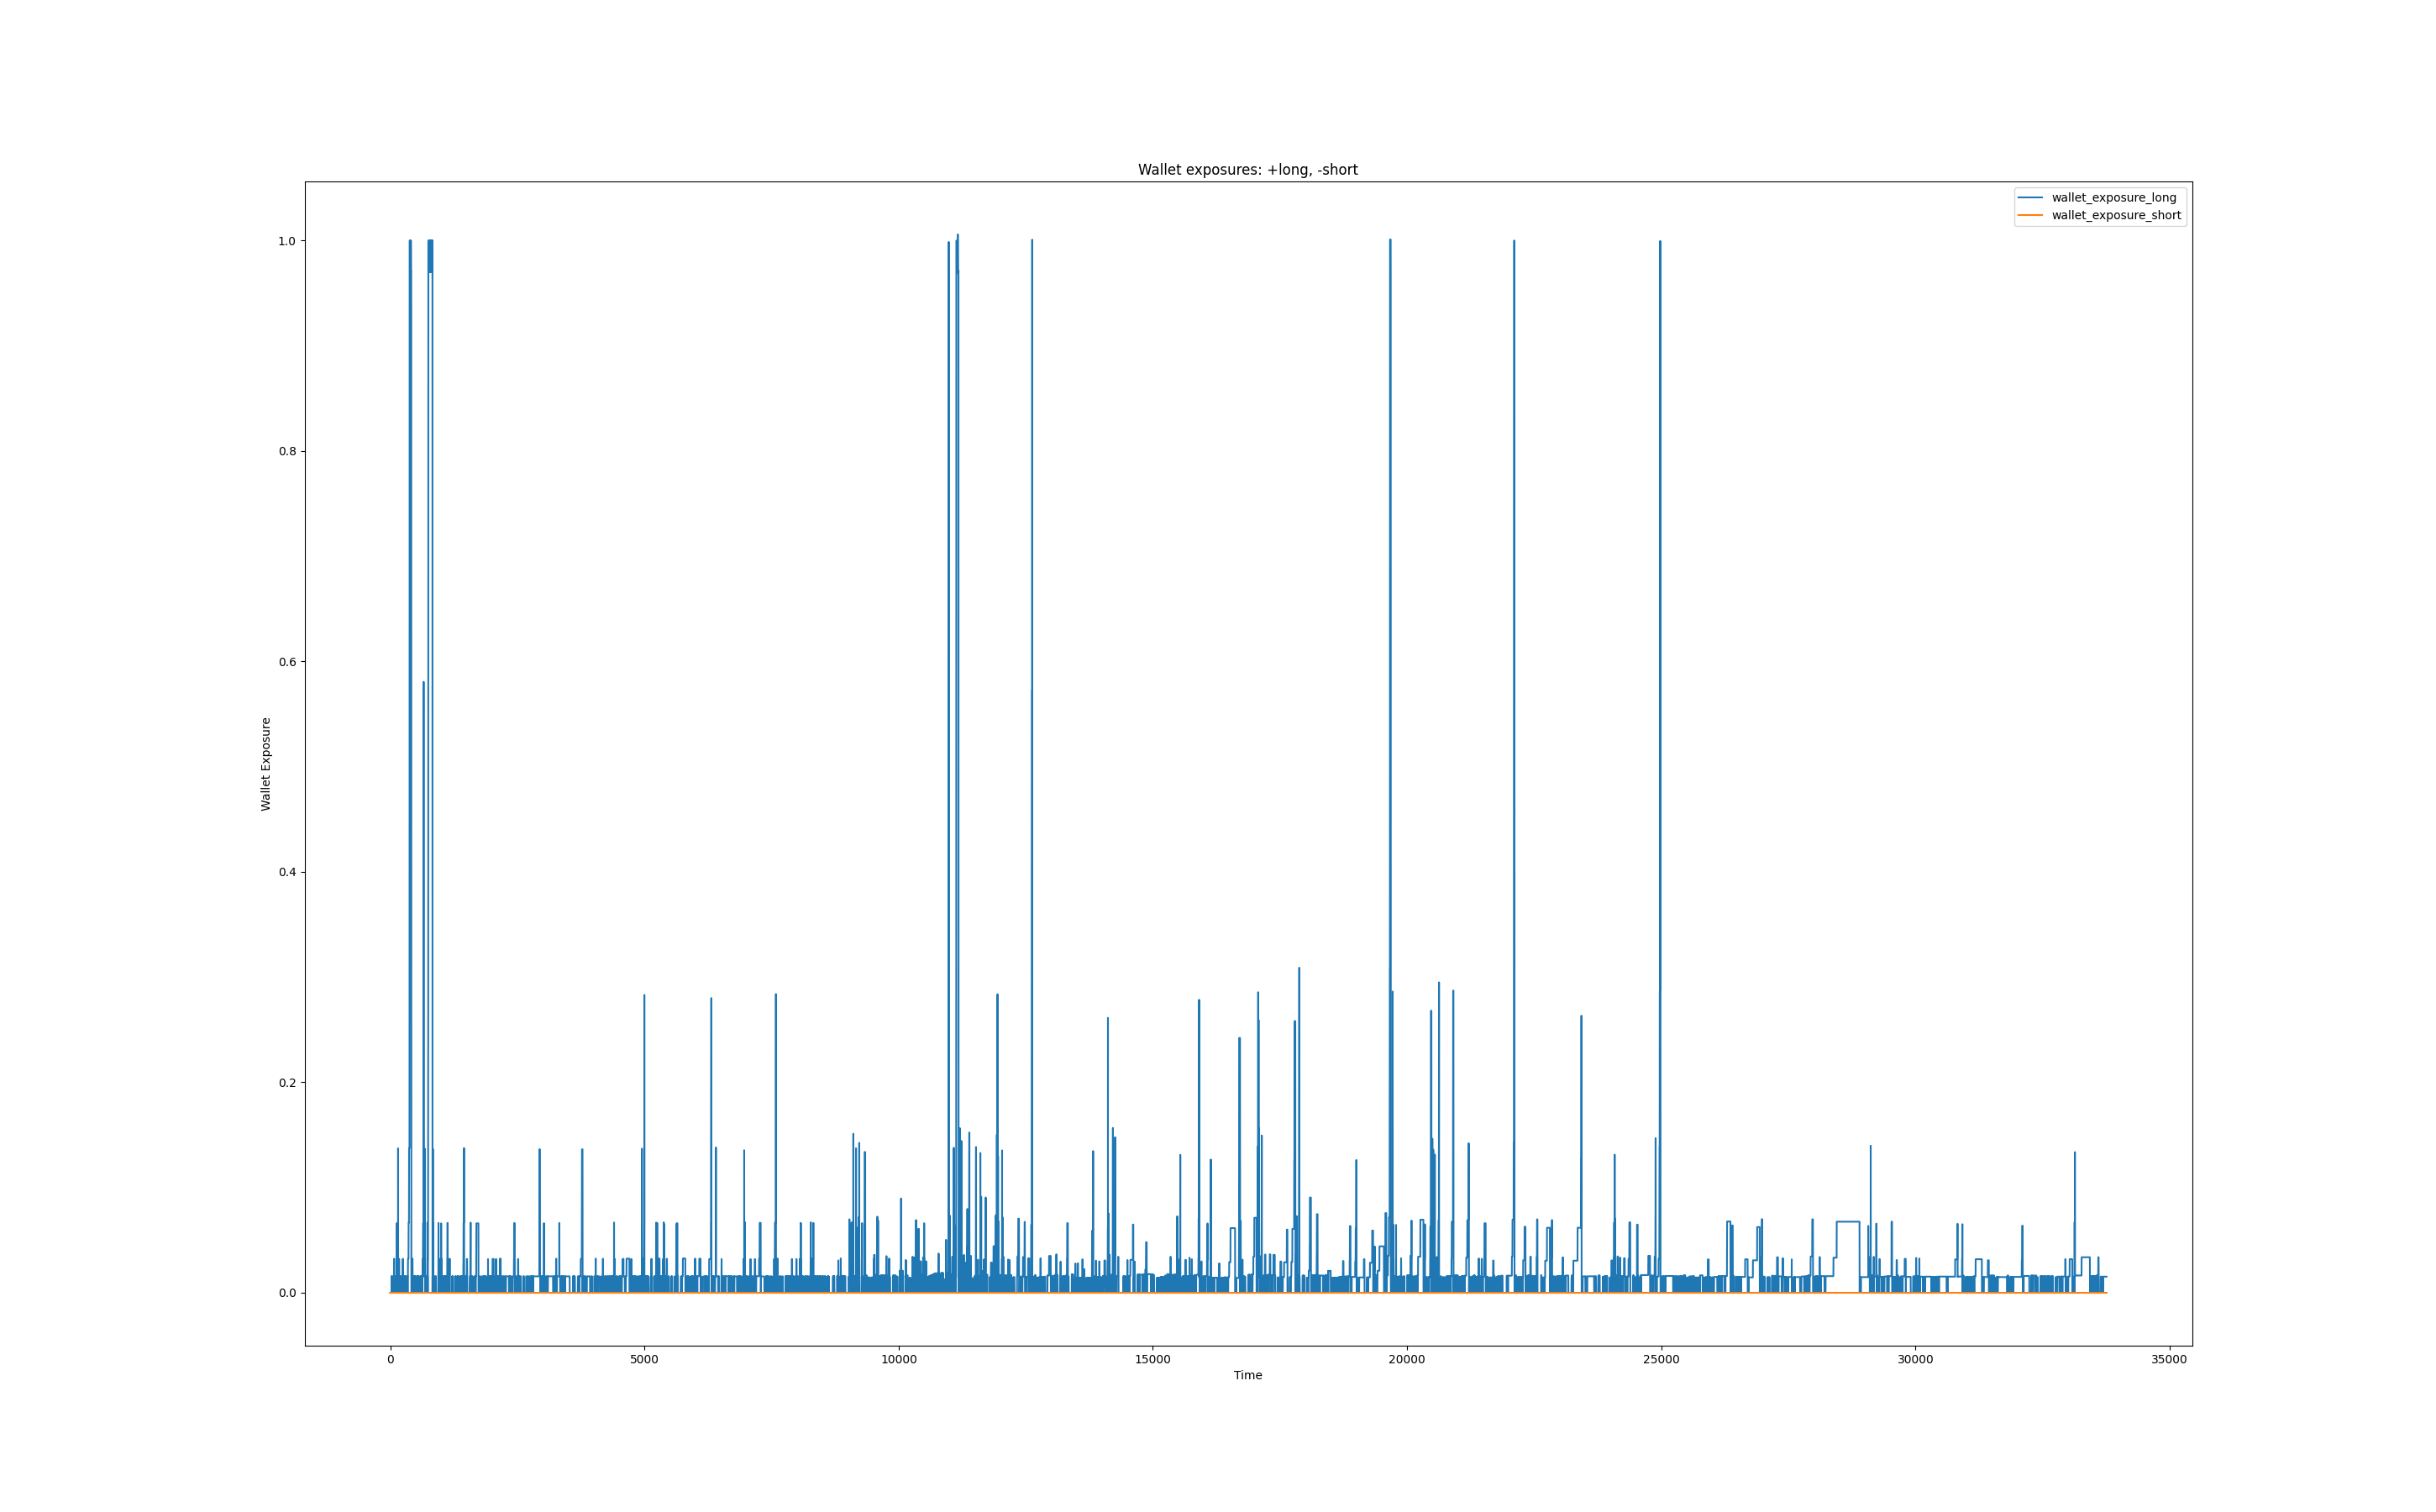 Wallet exposures: +long, -short
wallet_exposure_long
wallet_exposure_short
1.0
0.8
0.6
0.4
0.2
0.0
Wallet Exposure
0 5000 10000 15000 20000 25000 30000 35000
Time